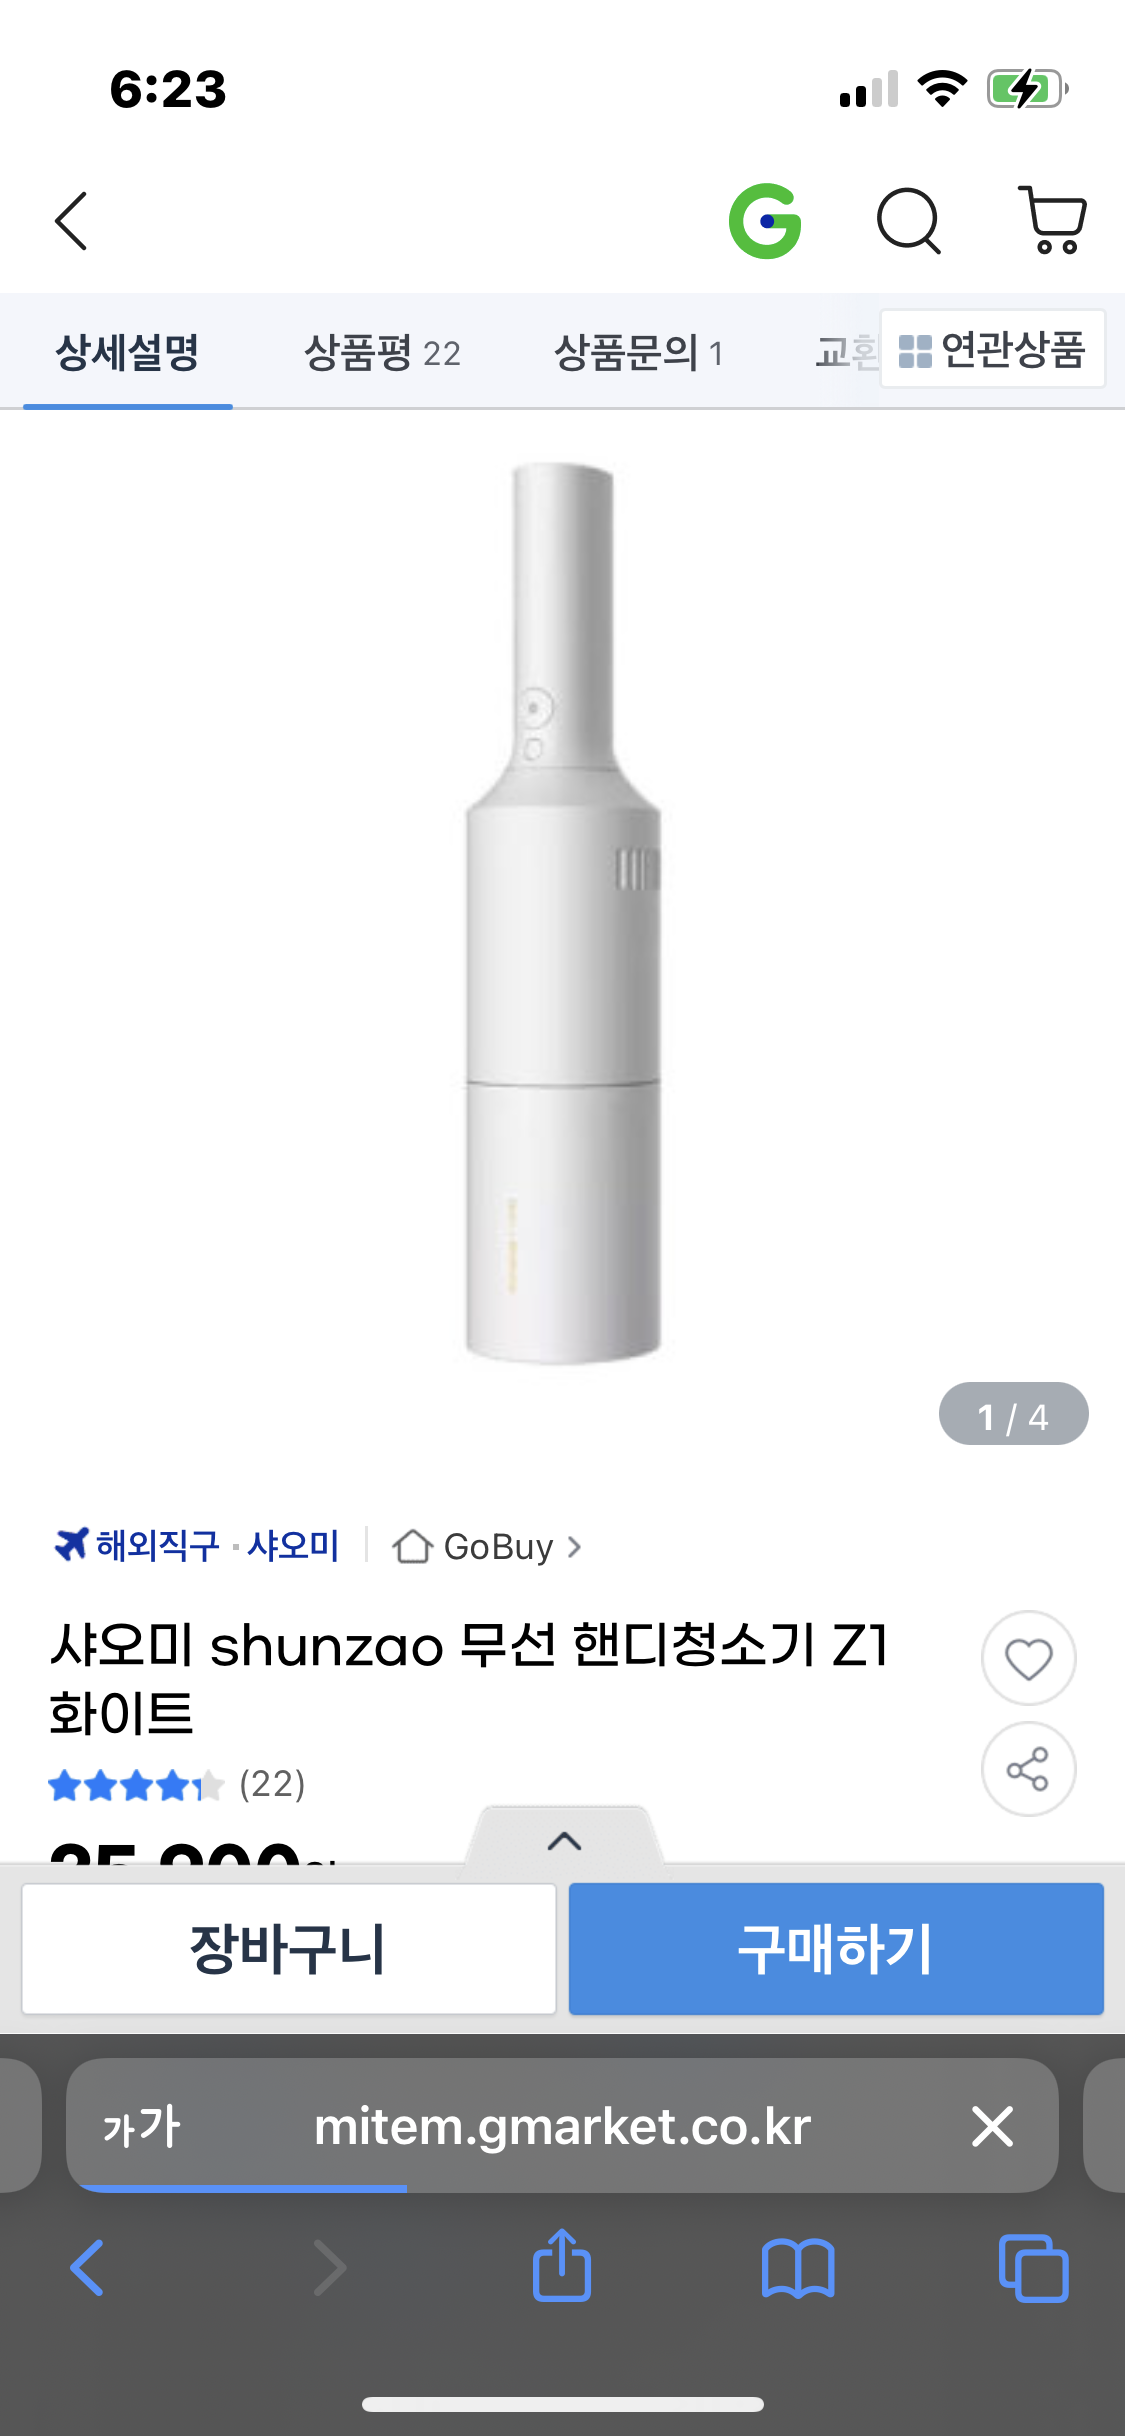 6:23
상세설명
상품평 22
상품문의 1
연관상품
1 / 4
해외직구 · 샤오미
GoBuy
샤오미 shunzao 무선 핸디청소기 Z1
화이트
(22)
장바구니
구매하기
가가
mitem.gmarket.co.kr